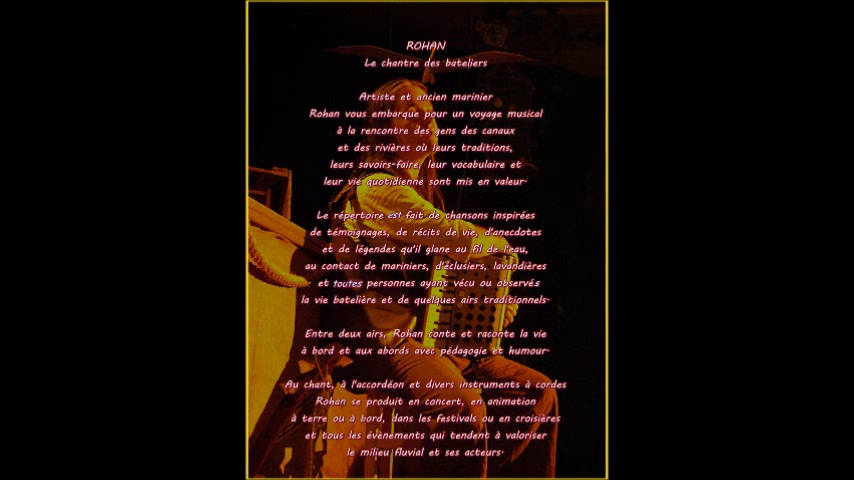 ROHAN
Le chantre des bateliers
Artiste et ancien marinier
Rohan vous embarque pour un voyage musical
à la rencontre des gens des canaux
et des rivières où leurs traditions,
leurs savoirs-faire, leur vocabulaire et
leur vie quotidienne sont mis en valeur.
Le répertoire est fait de chansons inspirées
de témoignages, de récits de vie, d'anecdotes
et de légendes qu'il glane au fil de l'eau,
au contact de mariniers, d'éclusiers, lavandières
et toutes personnes ayant vécu ou observés
la vie batelière et de quelques airs traditionnels.
Entre deux airs, Rohan conte et raconte la vie
à bord et aux abords avec pédagogie et humour.
Au chant, à l'accordéon et divers instruments à cordes
Rohan se produit en concert, en animation
à terre ou à bord, dans les festivals ou en croisières
et tous les évènements qui tendent à valoriser
le milieu fluvial et ses acteurs.